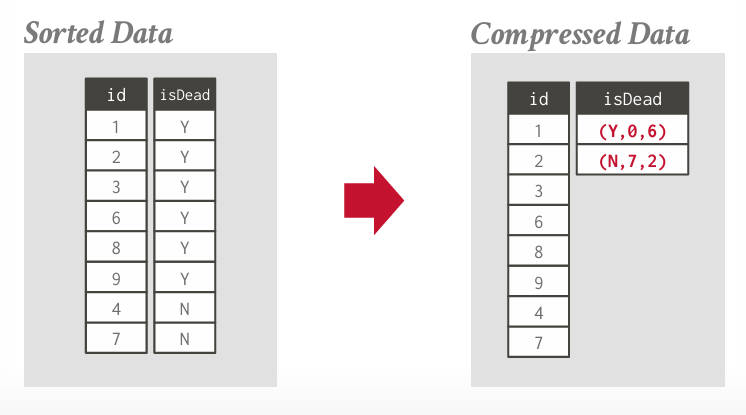 Sorted Data
id isDead
1 Y
2 Y
3 Y
6 Y
8 Y
9 Y
4 N
7 N
Compressed Data
id isDead
1 (Y,0,6)
2 (N,7,2)
3
6
8
9
4
7